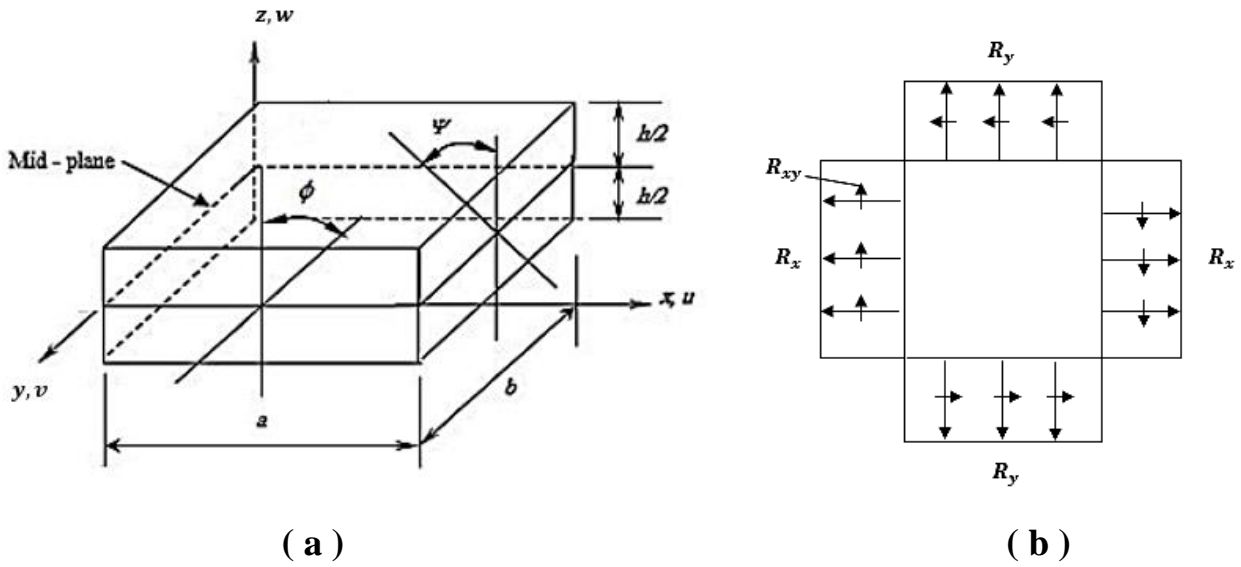 z, w
Mid - plane
ϕ
Ψ
h/2
h/2
x, u
y, v
a
b
R_y
R_xy
R_x
R_x
R_y
( a )
( b )